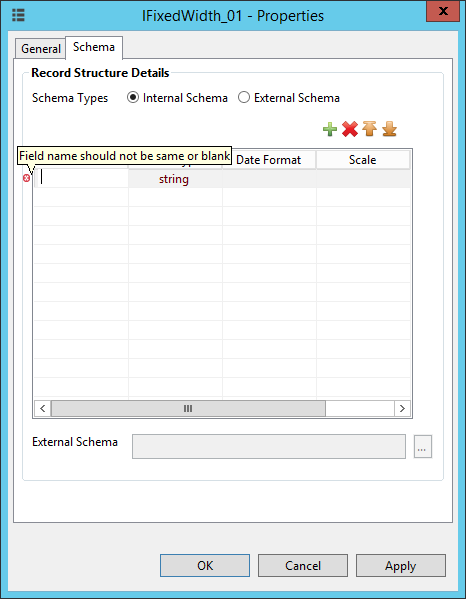 IFixedWidth_01 - Properties
General
Schema
Record Structure Details
Schema Types
Internal Schema
External Schema
Field name should not be same or blank
Date Format
Scale
string
External Schema
...
OK
Cancel
Apply